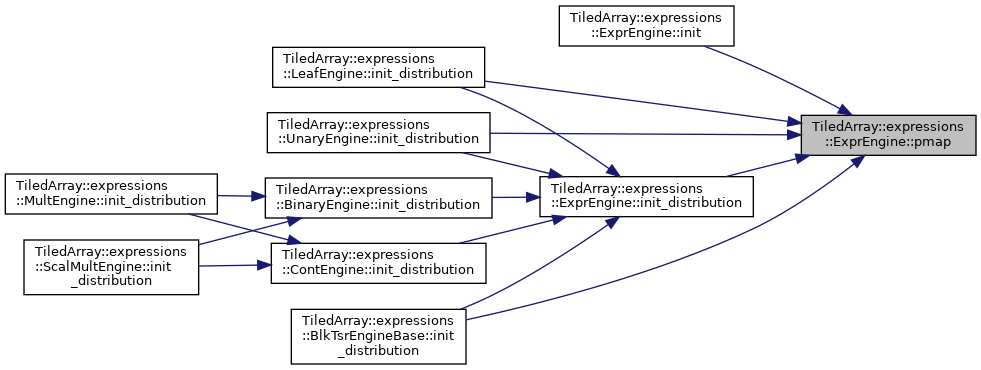 TiledArray::expressions
::ExprEngine::init
TiledArray::expressions
::LeafEngine::init_distribution
TiledArray::expressions
::ExprEngine::pmap
TiledArray::expressions
::UnaryEngine::init_distribution
TiledArray::expressions
::MultEngine::init_distribution
TiledArray::expressions
::BinaryEngine::init_distribution
TiledArray::expressions
::ExprEngine::init_distribution
TiledArray::expressions
::ScalMultEngine::init
_distribution
TiledArray::expressions
::ContEngine::init_distribution
TiledArray::expressions
::BlkTsrEngineBase::init
_distribution